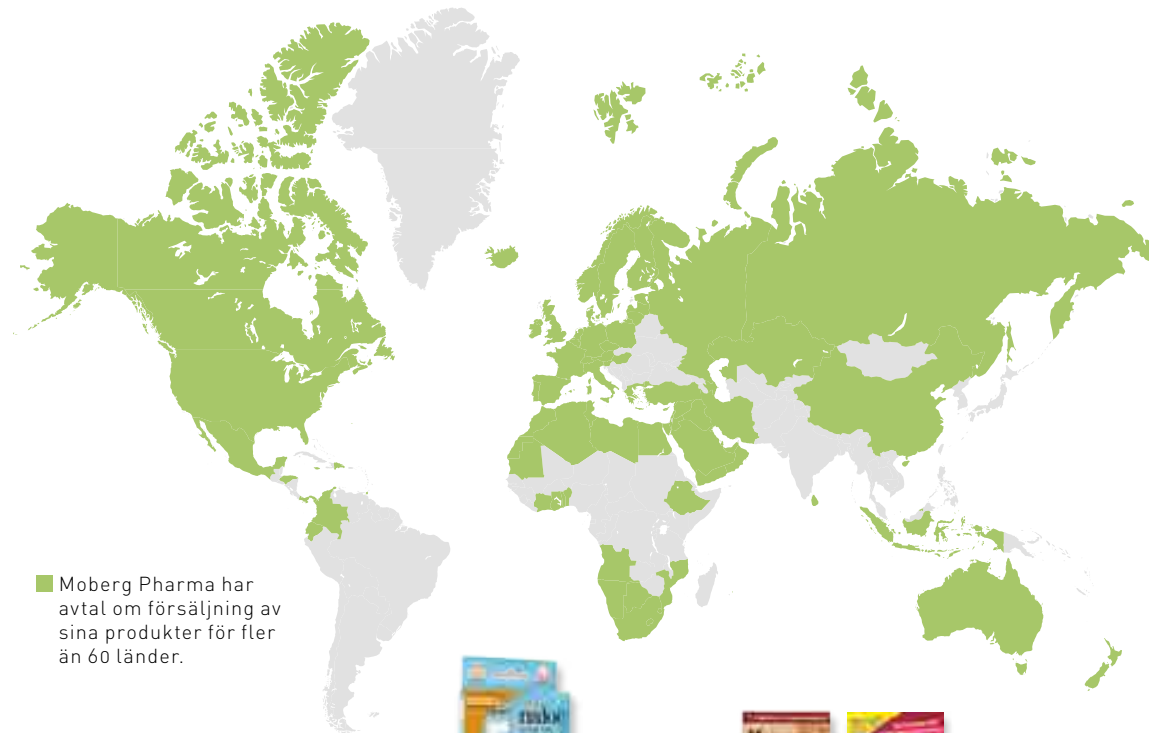 Moberg Pharma har
avtal om försäljning av
sina produkter för fler
än 60 länder.